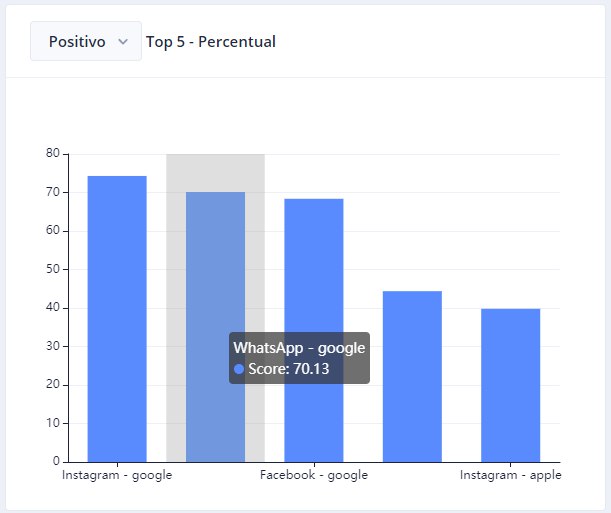 Positivo Top 5 - Percentual
80
70
60
50
40
30
20
10
0
WhatsApp - google
Score: 70.13
Instagram - google Facebook - google Instagram - apple